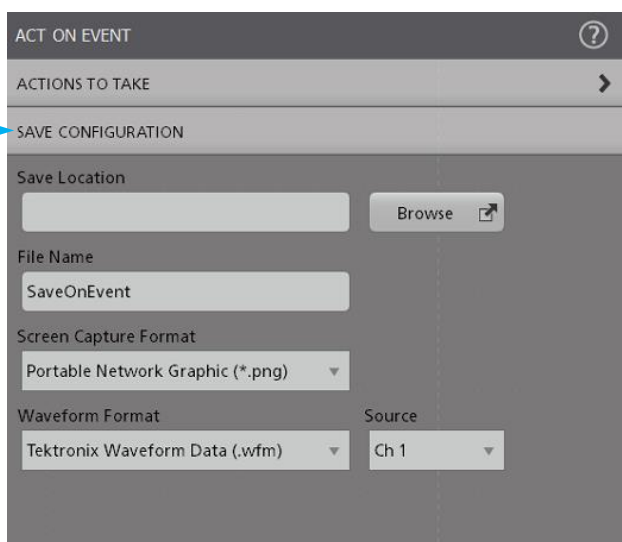 ACT ON EVENT ?
ACTIONS TO TAKE
SAVE CONFIGURATION
Save Location
Browse
File Name
SaveOnEvent
Screen Capture Format
Portable Network Graphic (*.png)
Waveform Format Source
Tektronix Waveform Data (.wfm) Ch 1